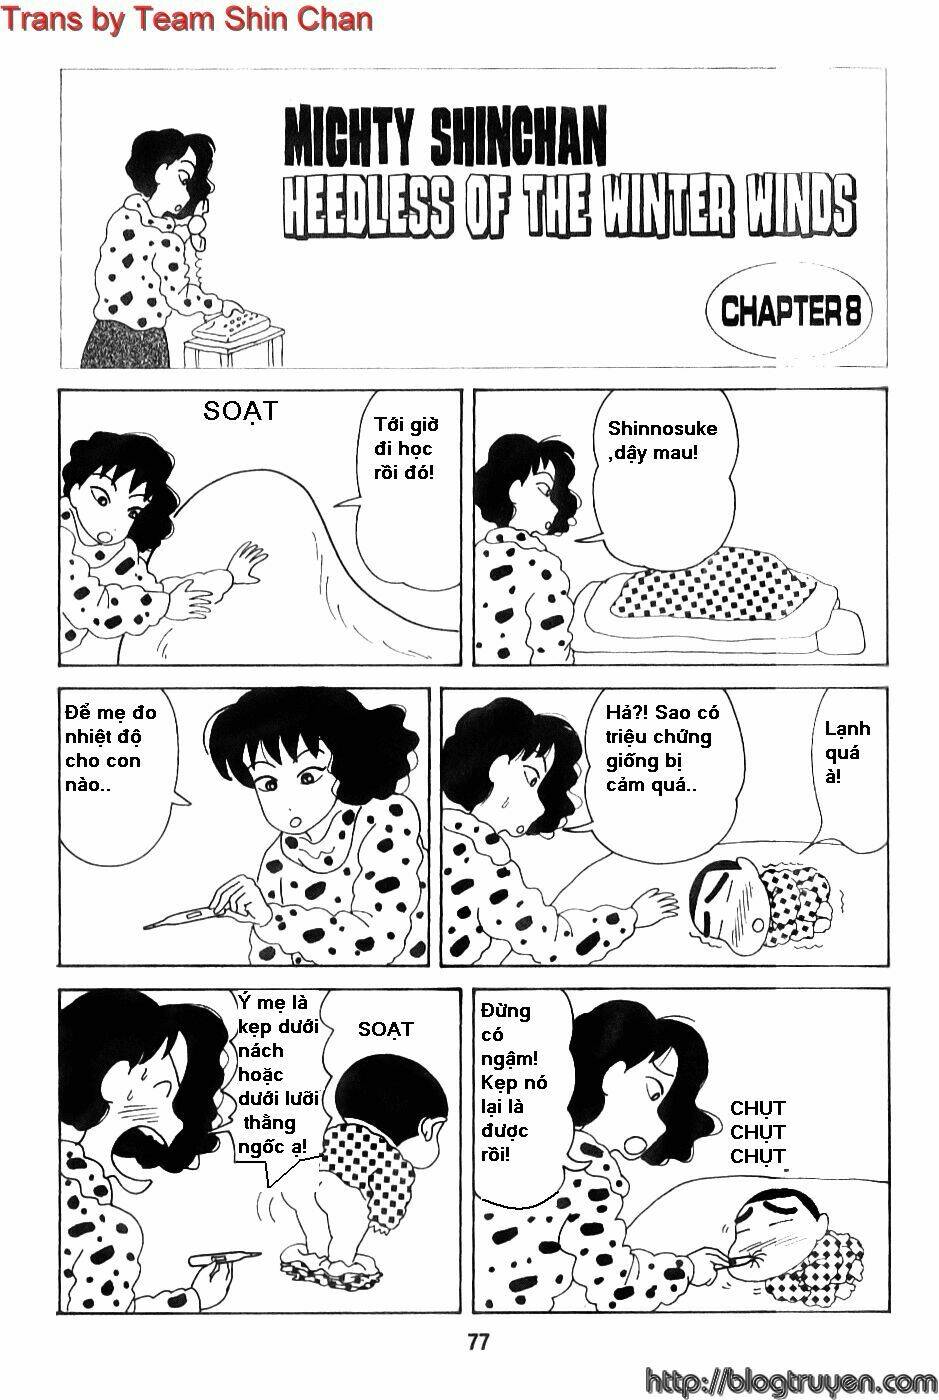 Trans by Team Shin Chan
MIGHTY SHINCHAN
HEEDLESS OF THE WINTER WINDS
CHAPTER 8
Shinnosuke
,dậy mau!
Tới giờ
đi học
rồi đó!
SOẠT
Lạnh
quá
à!
Hả?! Sao có
triệu chứng
giống bị
cảm quá..
Để mẹ đo
nhiệt độ
cho con
nào..
CHỤT
CHỤT
CHỤT
Đừng
có
ngậm!
Kẹp nó
lại là
được
rồi!
SOẠT
Ý mẹ là
kẹp dưới
nách
hoặc
dưới lưỡi
thằng
ngốc ạ!
77
http://blogtruyen.com